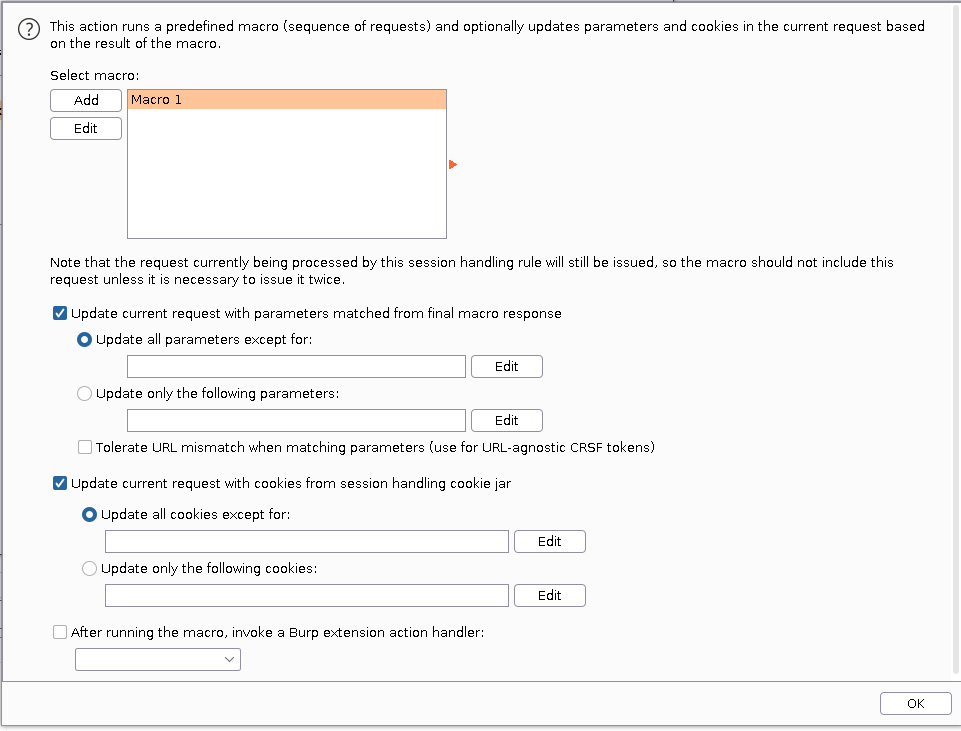 This action runs a predefined macro (sequence of requests) and optionally updates parameters and cookies in the current request based
on the result of the macro.
Select macro:
Add
Macro 1
Edit
Note that the request currently being processed by this session handling rule will still be issued, so the macro should not include this
request unless it is necessary to issue it twice.
Update current request with parameters matched from final macro response
Update all parameters except for:
Edit
Update only the following parameters:
Edit
Tolerate URL mismatch when matching parameters (use for URL-agnostic CRSF tokens)
Update current request with cookies from session handling cookie jar
Update all cookies except for:
Edit
Update only the following cookies:
Edit
After running the macro, invoke a Burp extension action handler:
OK